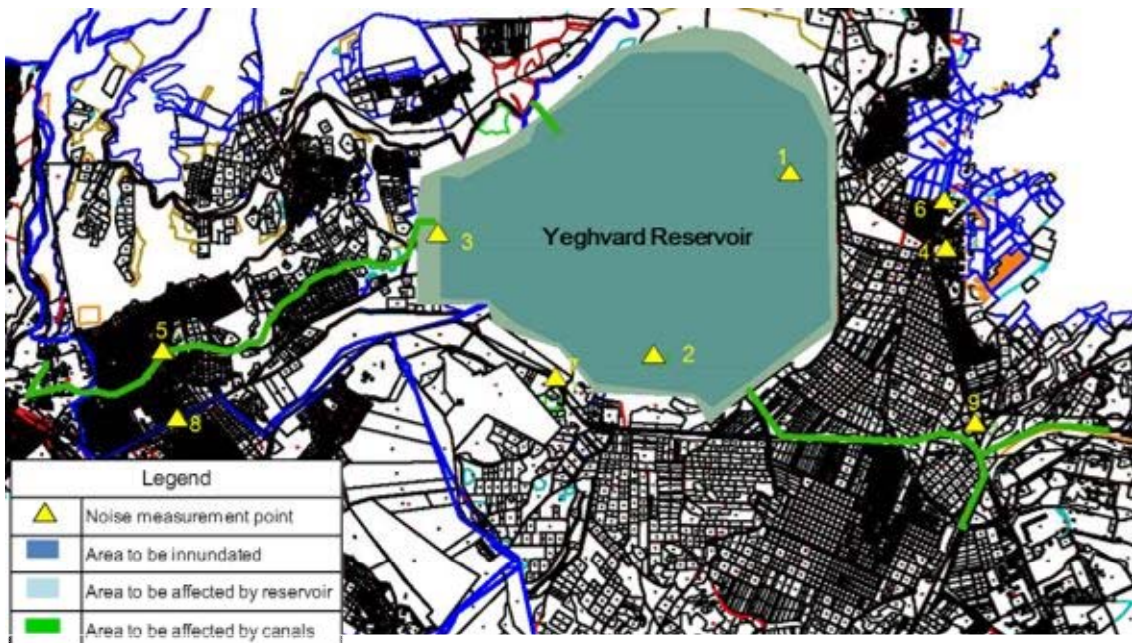 1
6
3
Yeghvard Reservoir
4
5
2
7
8
9
Legend
Noise measurement point
Area to be innundated
Area to be affected by reservoir
Area to be affected by canals